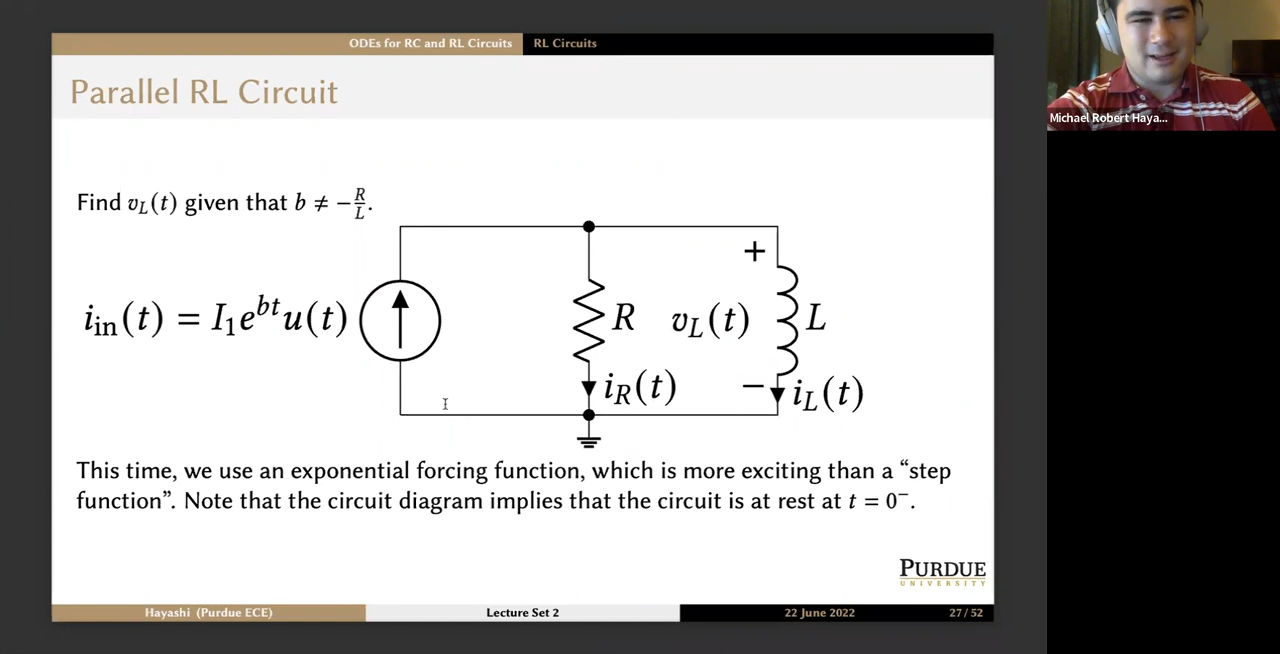 ODEs for RC and RL Circuits RL Circuits
Parallel RL Circuit
Michael Robert Haya...
Find v_L(t) given that b ≠ −R/L.
+
i_in(t) = I_1e^{bt}u(t) R v_L(t) L
i_R(t) − i_L(t)
This time, we use an exponential forcing function, which is more exciting than a “step
function”. Note that the circuit diagram implies that the circuit is at rest at t = 0⁻.
PURDUE
UNIVERSITY
Hayashi (Purdue ECE) Lecture Set 2 22 June 2022 27 / 52